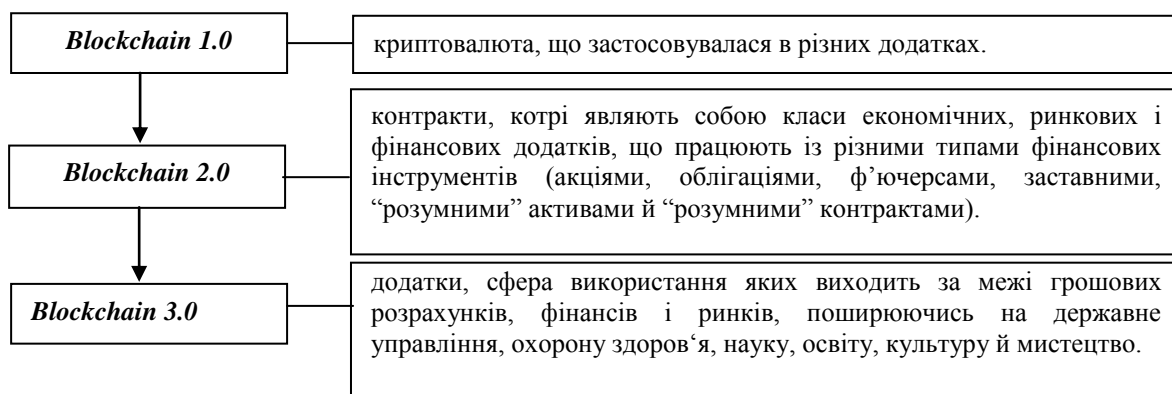 Blockchain 1.0
криптовалюта, що застосовувалася в різних додатках.
Blockchain 2.0
контракти, котрі являють собою класи економічних, ринкових і
фінансових додатків, що працюють із різними типами фінансових
інструментів (акціями, облігаціями, ф’ючерсами, заставними,
“розумними” активами й “розумними” контрактами).
Blockchain 3.0
додатки, сфера використання яких виходить за межі грошових
розрахунків, фінансів і ринків, поширюючись на державне
управління, охорону здоров‘я, науку, освіту, культуру й мистецтво.